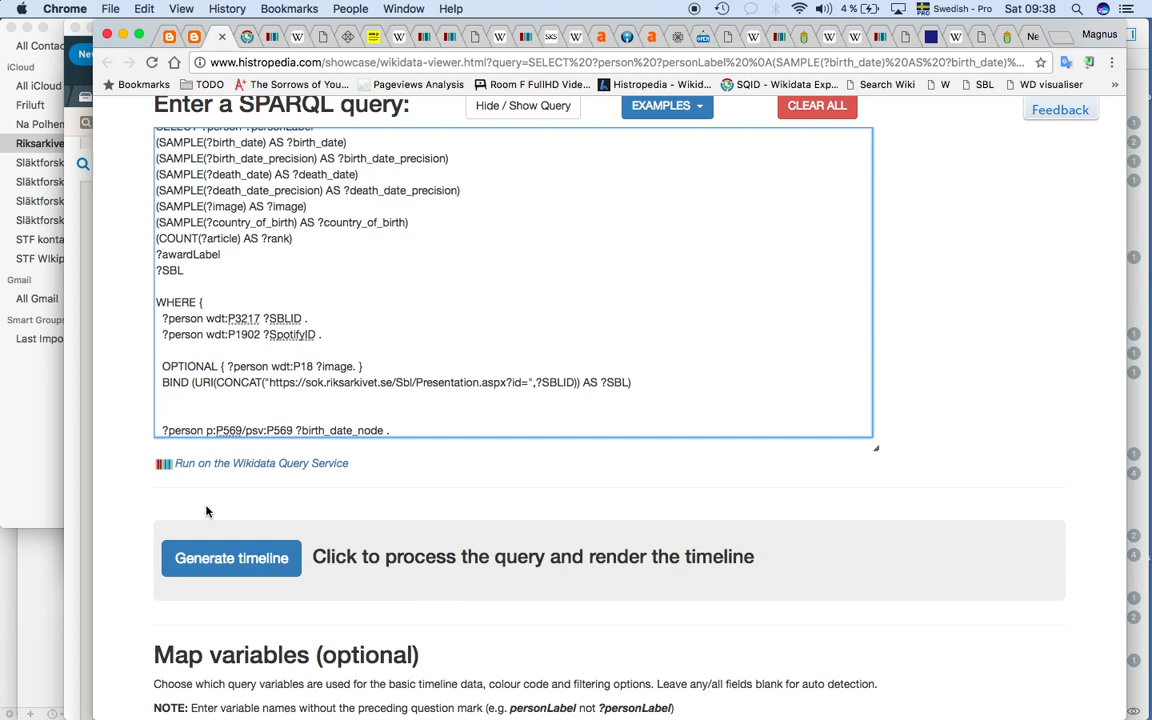 Chrome File Edit View History Bookmarks People Window Help 4% Swedish - Pro Sat 09:38
Magnus
www.histropedia.com/showcase/wikidata-viewer.html?query=SELECT%20?person%20?personLabel%20%0A(SAMPLE(?birth_date)%20AS%20?birth_date)%...
Bookmarks TODO The Sorrows of You... Pageviews Analysis Room F FullHD Vide... Histropedia - Wikid... SQID - Wikidata Exp... Search Wiki W SBL WD visualiser »
All Contac
iCloud
All iCloud
Friluft
Na Polhem
Riksarkive
Släktforsk
Släktforsk
Släktforsk
Släktforsk
STF konta
STF Wikip
Gmail
All Gmail
Smart Groups
Last Impo
Enter a SPARQL query: Hide / Show Query EXAMPLES CLEAR ALL Feedback
SELECT ?person ?personLabel
(SAMPLE(?birth_date) AS ?birth_date)
(SAMPLE(?birth_date_precision) AS ?birth_date_precision)
(SAMPLE(?death_date) AS ?death_date)
(SAMPLE(?death_date_precision) AS ?death_date_precision)
(SAMPLE(?image) AS ?image)
(SAMPLE(?country_of_birth) AS ?country_of_birth)
(COUNT(?article) AS ?rank)
?awardLabel
?SBL
WHERE {
?person wdt:P3217 ?SBLID .
?person wdt:P1902 ?SpotifyID .
OPTIONAL { ?person wdt:P18 ?image. }
BIND (URI(CONCAT("https://sok.riksarkivet.se/Sbl/Presentation.aspx?id=",?SBLID)) AS ?SBL)
?person p:P569/psv:P569 ?birth_date_node .
Run on the Wikidata Query Service
Generate timeline Click to process the query and render the timeline
Map variables (optional)
Choose which query variables are used for the basic timeline data, colour code and filtering options. Leave any/all fields blank for auto detection.
NOTE: Enter variable names without the preceding question mark (e.g. personLabel not ?personLabel)